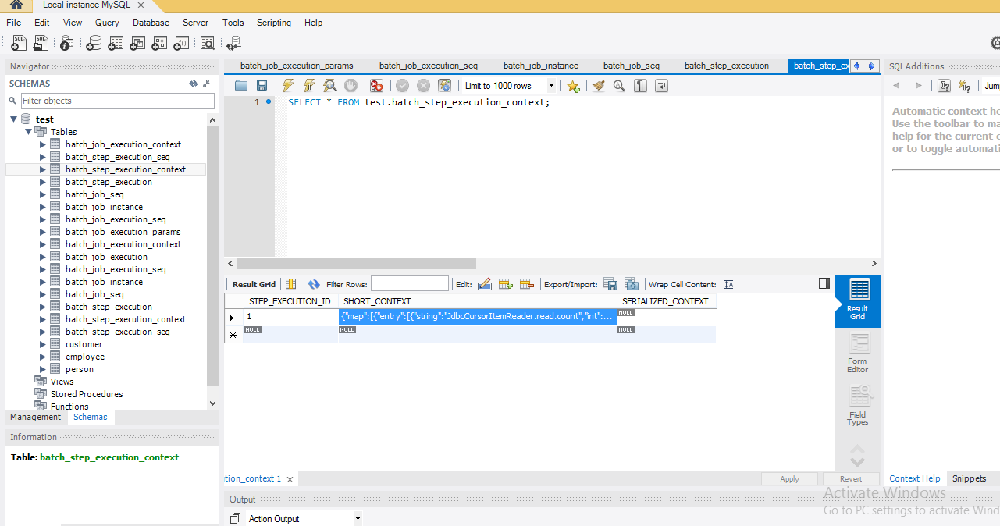 Local instance MySQL
File Edit View Query Database Server Tools Scripting Help
Navigator
SCHEMAS
Filter objects
test
Tables
batch_job_execution_context
batch_step_execution_seq
batch_step_execution_context
batch_step_execution
batch_job_seq
batch_job_instance
batch_job_execution_seq
batch_job_execution_params
batch_job_execution_context
batch_job_execution
batch_job_execution_seq
batch_job_instance
batch_job_seq
batch_step_execution
batch_step_execution_context
batch_step_execution_seq
customer
employee
person
Views
Stored Procedures
Functions
Management Schemas
Information
Table: batch_step_execution_context
batch_job_execution_params batch_job_execution_seq batch_job_instance batch_job_seq batch_step_execution batch_step_ex
Limit to 1000 rows
1 SELECT * FROM test.batch_step_execution_context;
Result Grid Filter Rows: Edit: Export/Import: Wrap Cell Content:
STEP_EXECUTION_ID SHORT_CONTEXT SERIALIZED_CONTEXT
1 {"map":[{"entry":[{"string":"JdbcCursorItemReader.read.count","int":... NULL
NULL NULL NULL
Result
Grid
Form
Editor
Field
Types
tion_context 1
Apply Revert
Output
Action Output
SQLAdditions
Jum
Automatic context he
Use the toolbar to ma
help for the current c
or to toggle automati
Context Help Snippets
Activate Windows
Go to PC settings to activate Wind